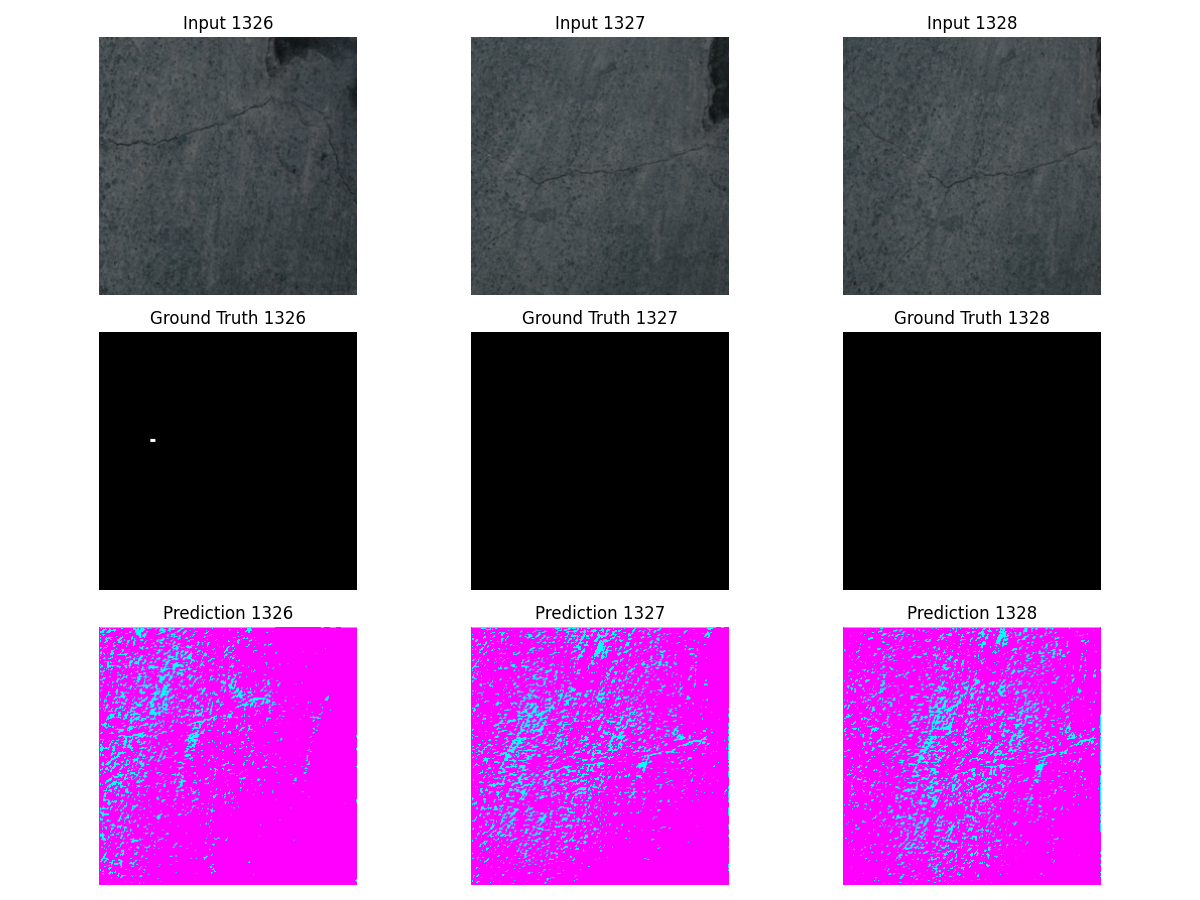 Input 1326
Input 1327
Input 1328
Ground Truth 1326
Ground Truth 1327
Ground Truth 1328
Prediction 1326
Prediction 1327
Prediction 1328